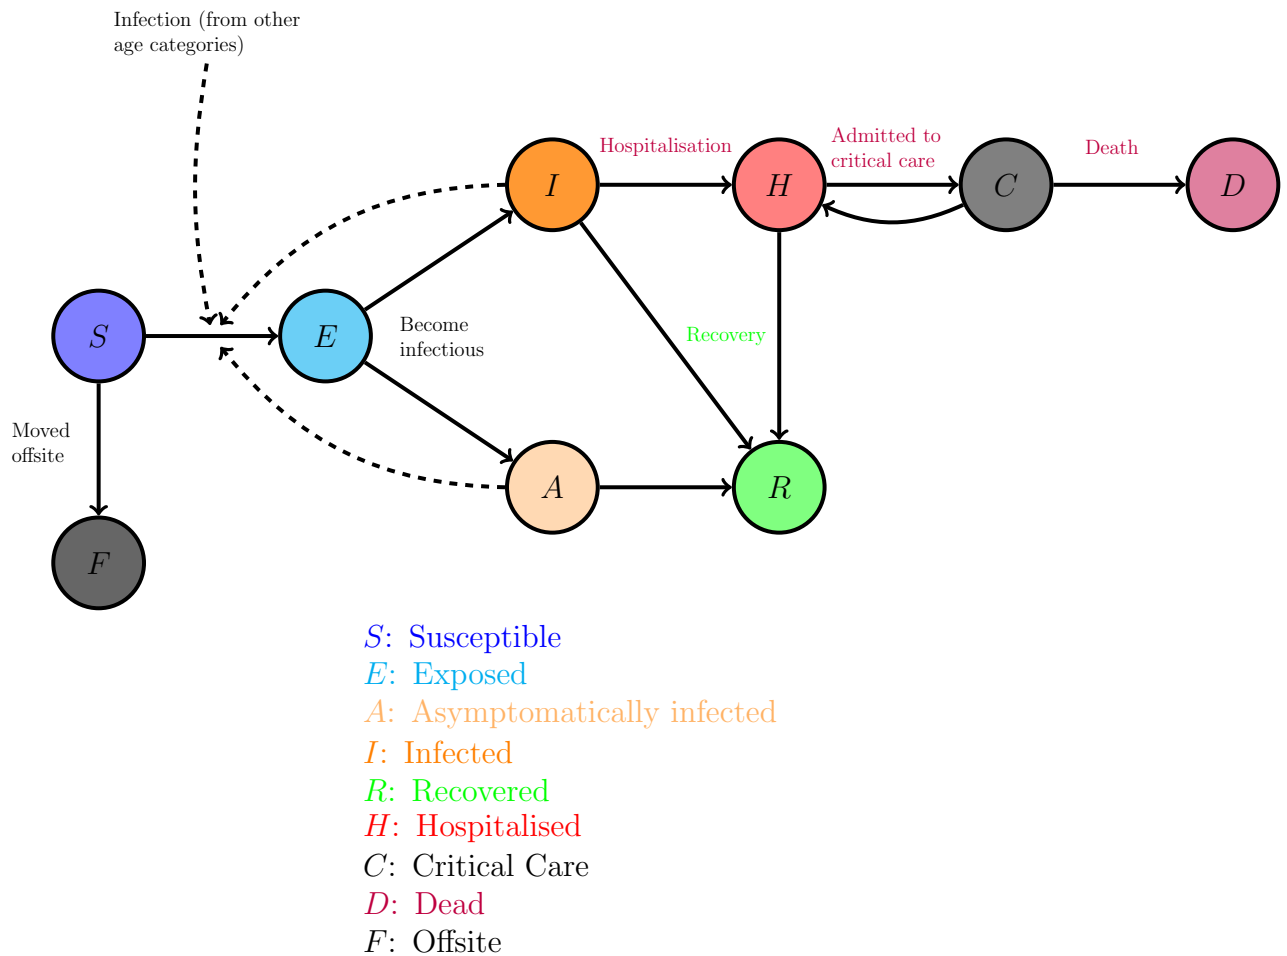 Infection (from other
age categories)
Hospitalisation
Admitted to
critical care
Death
I
H
C
D
S
E
Become
infectious
Recovery
Moved
offsite
A
R
F
S: Susceptible
E: Exposed
A: Asymptomatically infected
I: Infected
R: Recovered
H: Hospitalised
C: Critical Care
D: Dead
F: Offsite